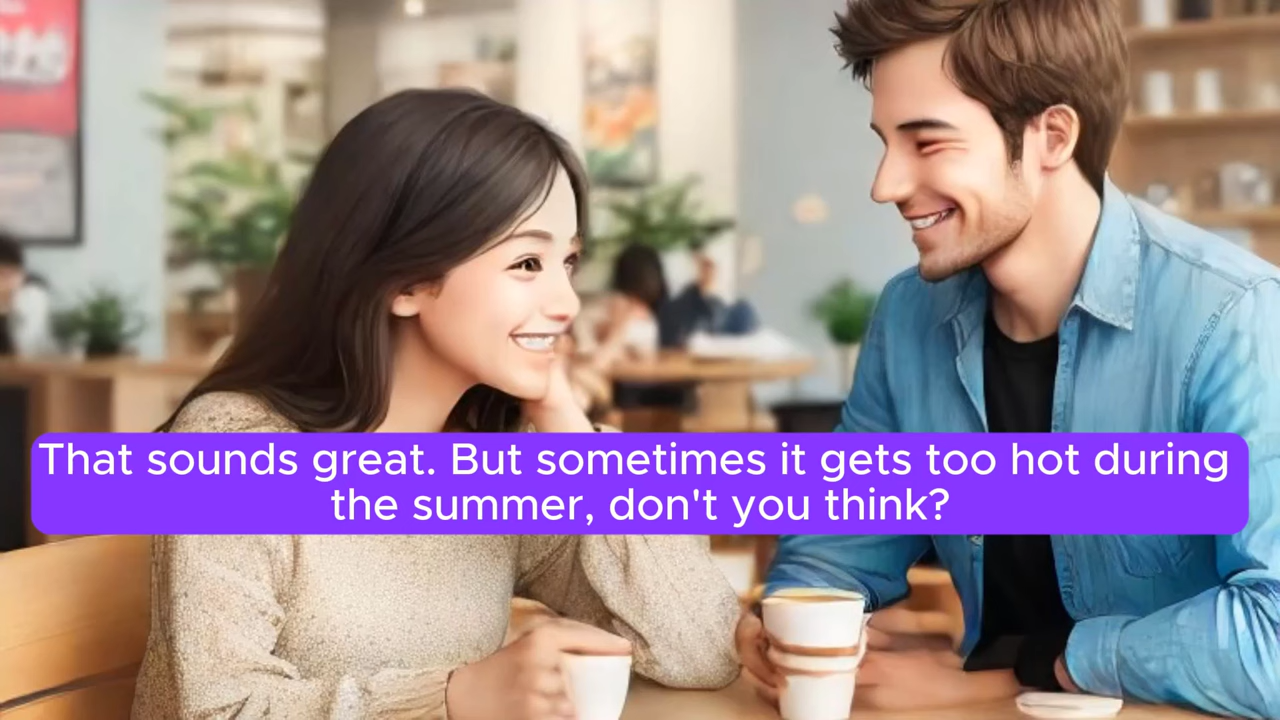 That sounds great. But sometimes it gets too hot during
the summer, don't you think?